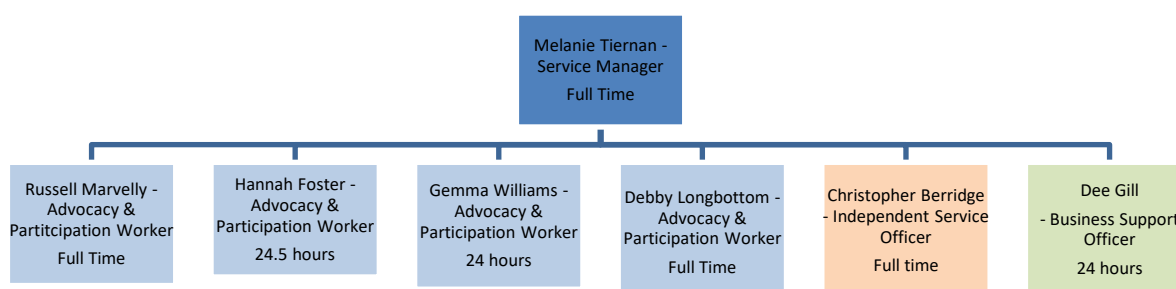 Melanie Tiernan -
Service Manager
Full Time
Russell Marvelly -
Advocacy &
Partitcipation Worker
Full Time
Hannah Foster -
Advocacy &
Participation Worker
24.5 hours
Gemma Williams -
Advocacy &
Participation Worker
24 hours
Debby Longbottom -
Advocacy &
Participation Worker
Full Time
Christopher Berridge
- Independent Service
Officer
Full time
Dee Gill
- Business Support
Officer
24 hours